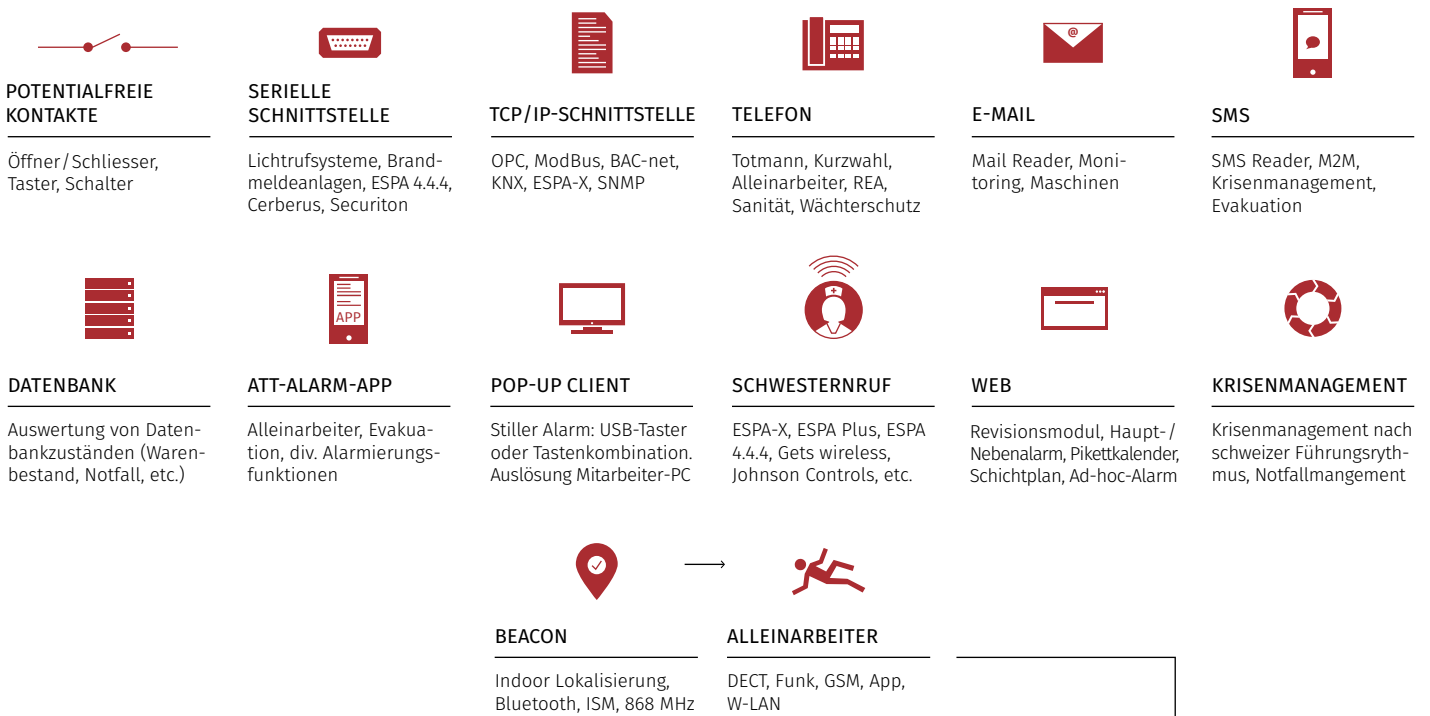 POTENTIALFREIE
KONTAKTE
Öffner/Schliesser,
Taster, Schalter
SERIELLE
SCHNITTSTELLE
Lichtrufsysteme, Brand-
meldeanlagen, ESPA 4.4.4,
Cerberus, Securiton
TCP/IP-SCHNITTSTELLE
OPC, ModBus, BAC-net,
KNX, ESPA-X, SNMP
TELEFON
Totmann, Kurzwahl,
Alleinarbeiter, REA,
Sanität, Wächterschutz
@
E-MAIL
Mail Reader, Moni-
toring, Maschinen
SMS
SMS Reader, M2M,
Krisenmanagement,
Evakuation
DATENBANK
Auswertung von Daten-
bankzuständen (Waren-
bestand, Notfall, etc.)
APP
ATT-ALARM-APP
Alleinarbeiter, Evakua-
tion, div. Alarmierungs-
funktionen
POP-UP CLIENT
Stiller Alarm: USB-Taster
oder Tastenkombination.
Auslösung Mitarbeiter-PC
SCHWESTERNRUF
ESPA-X, ESPA Plus, ESPA
4.4.4, Gets wireless,
Johnson Controls, etc.
WEB
Revisionsmodul, Haupt-/
Nebenalarm, Pikettkalender,
Schichtplan, Ad-hoc-Alarm
KRISENMANAGEMENT
Krisenmanagement nach
schweizer Führungsryth-
mus, Notfallmangement
BEACON
Indoor Lokalisierung,
Bluetooth, ISM, 868 MHz
ALLEINARBEITER
DECT, Funk, GSM, App,
W-LAN